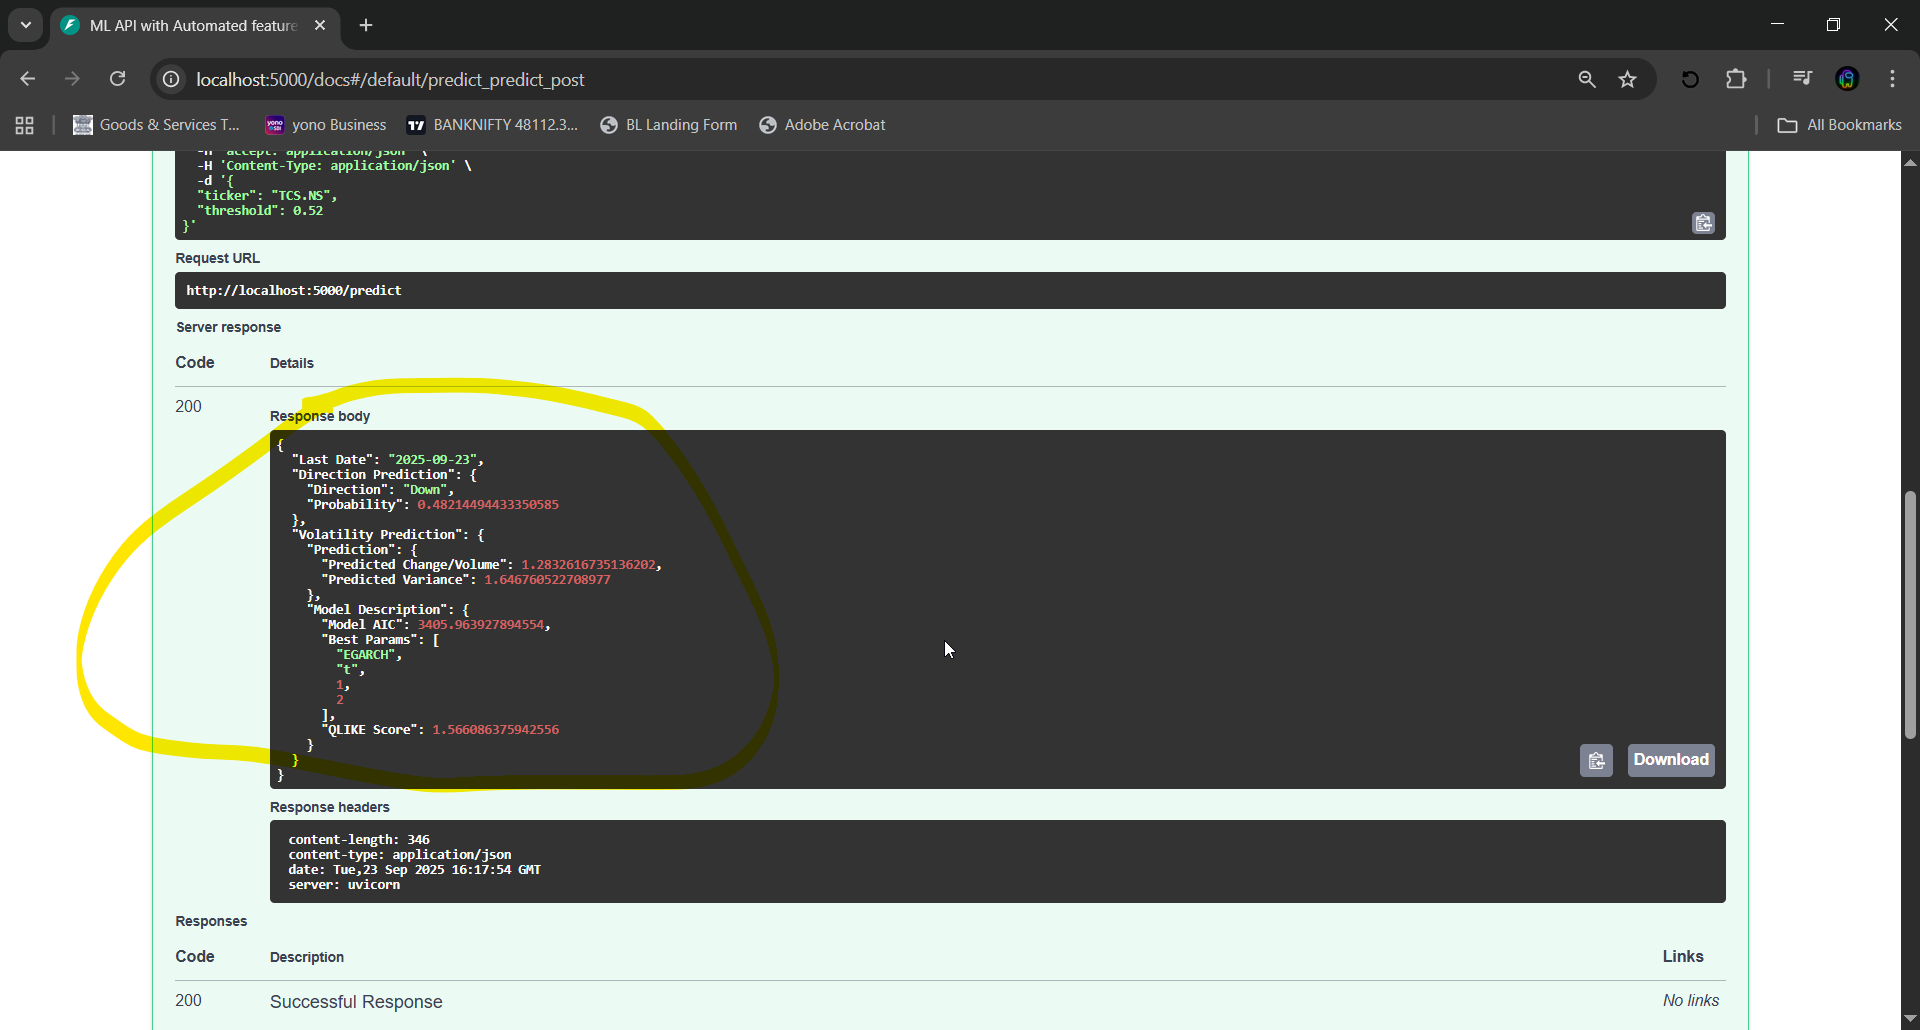 ML API with Automated feature
localhost:5000/docs#/default/predict_predict_post
Goods & Services T...
yono Business
BANKNIFTY 48112.3...
BL Landing Form
Adobe Acrobat
All Bookmarks
-H 'accept: application/json' \
-H 'Content-Type: application/json' \
-d '{
"ticker": "TCS.NS",
"threshold": 0.52
}'
Request URL
http://localhost:5000/predict
Server response
Code
Details
200
Response body
{
"Last Date": "2025-09-23",
"Direction Prediction": {
"Direction": "Down",
"Probability": 0.48214494433350585
},
"Volatility Prediction": {
"Prediction": {
"Predicted Change/Volume": 1.2832616735136202,
"Predicted Variance": 1.646760522708977
},
"Model Description": {
"Model AIC": 3405.963927894554,
"Best Params": [
"EGARCH",
"t",
1,
2
],
"QLIKE Score": 1.566086375942556
}
}
}
Download
Response headers
content-length: 346
content-type: application/json
date: Tue,23 Sep 2025 16:17:54 GMT
server: uvicorn
Responses
Code
Description
Links
200
Successful Response
No links